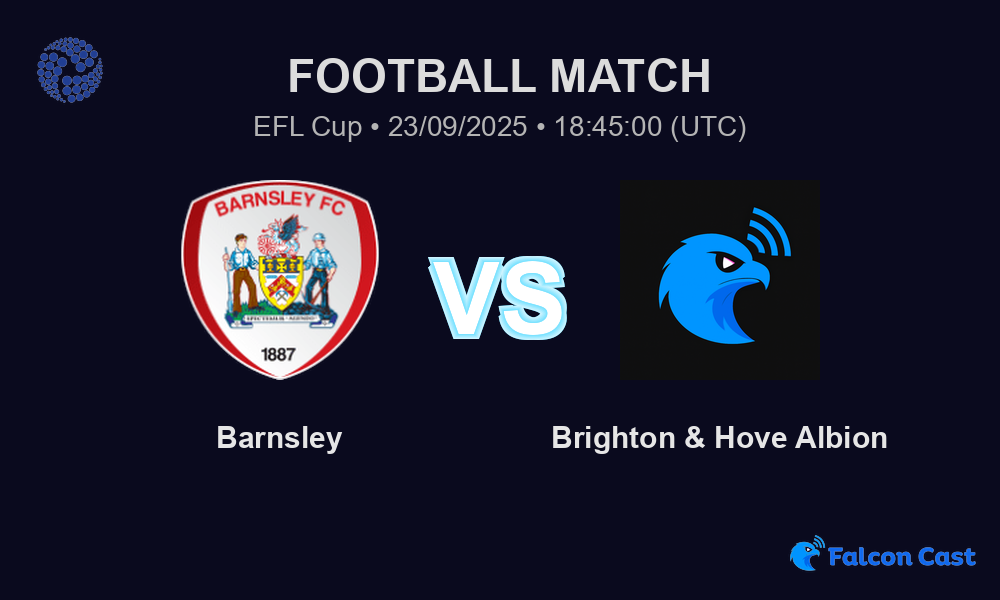 FOOTBALL MATCH
EFL Cup • 23/09/2025 • 18:45:00 (UTC)
BARNSLEY FC
1887
VS
Barnsley
Brighton & Hove Albion
Falcon Cast